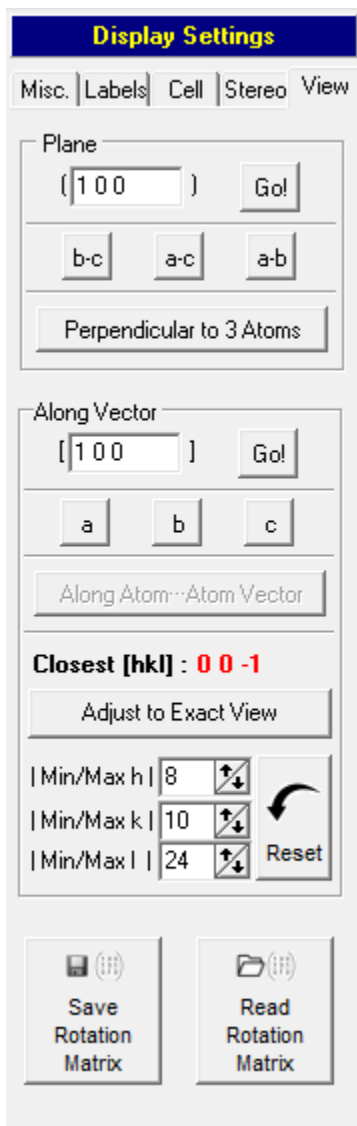 Display Settings
Misc. Labels Cell Stereo View
Plane
( 1 0 0 ) Go!
b-c a-c a-b
Perpendicular to 3 Atoms
Along Vector
[ 1 0 0 ] Go!
a b c
Along Atom···Atom Vector
Closest [hkl] : 0 0 -1
Adjust to Exact View
|Min/Max h| 8
|Min/Max k| 10
|Min/Max l | 24
Reset
Save
Rotation
Matrix
Read
Rotation
Matrix